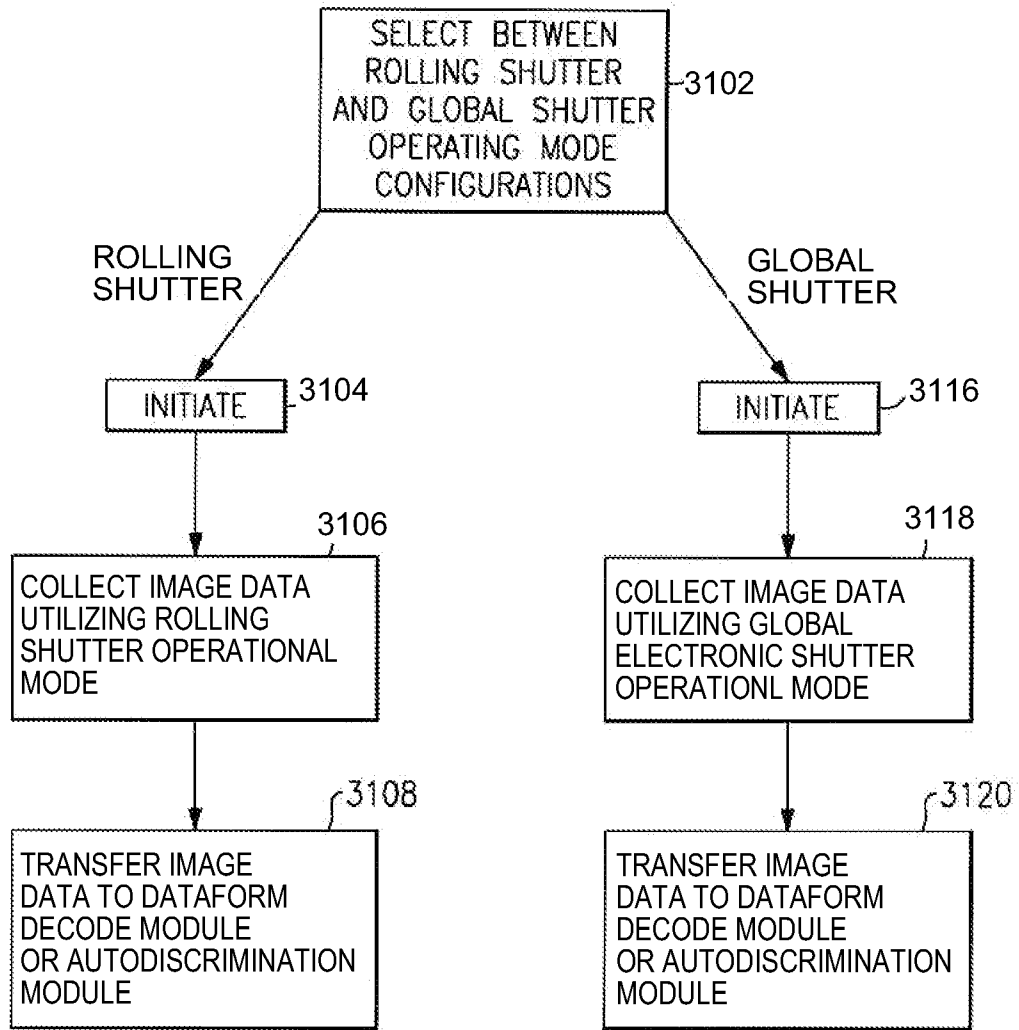 SELECT BETWEEN
ROLLING SHUTTER
AND GLOBAL SHUTTER
OPERATING MODE
CONFIGURATIONS
3102
ROLLING
SHUTTER
GLOBAL
SHUTTER
INITIATE
3104
INITIATE
3116
3106
COLLECT IMAGE DATA
UTILIZING ROLLING
SHUTTER OPERATIONAL
MODE
3118
COLLECT IMAGE DATA
UTILIZING GLOBAL
ELECTRONIC SHUTTER
OPERATIONL MODE
3108
TRANSFER IMAGE
DATA TO DATAFORM
DECODE MODULE
OR AUTODISCRIMINATION
MODULE
3120
TRANSFER IMAGE
DATA TO DATAFORM
DECODE MODULE
OR AUTODISCRIMINATION
MODULE